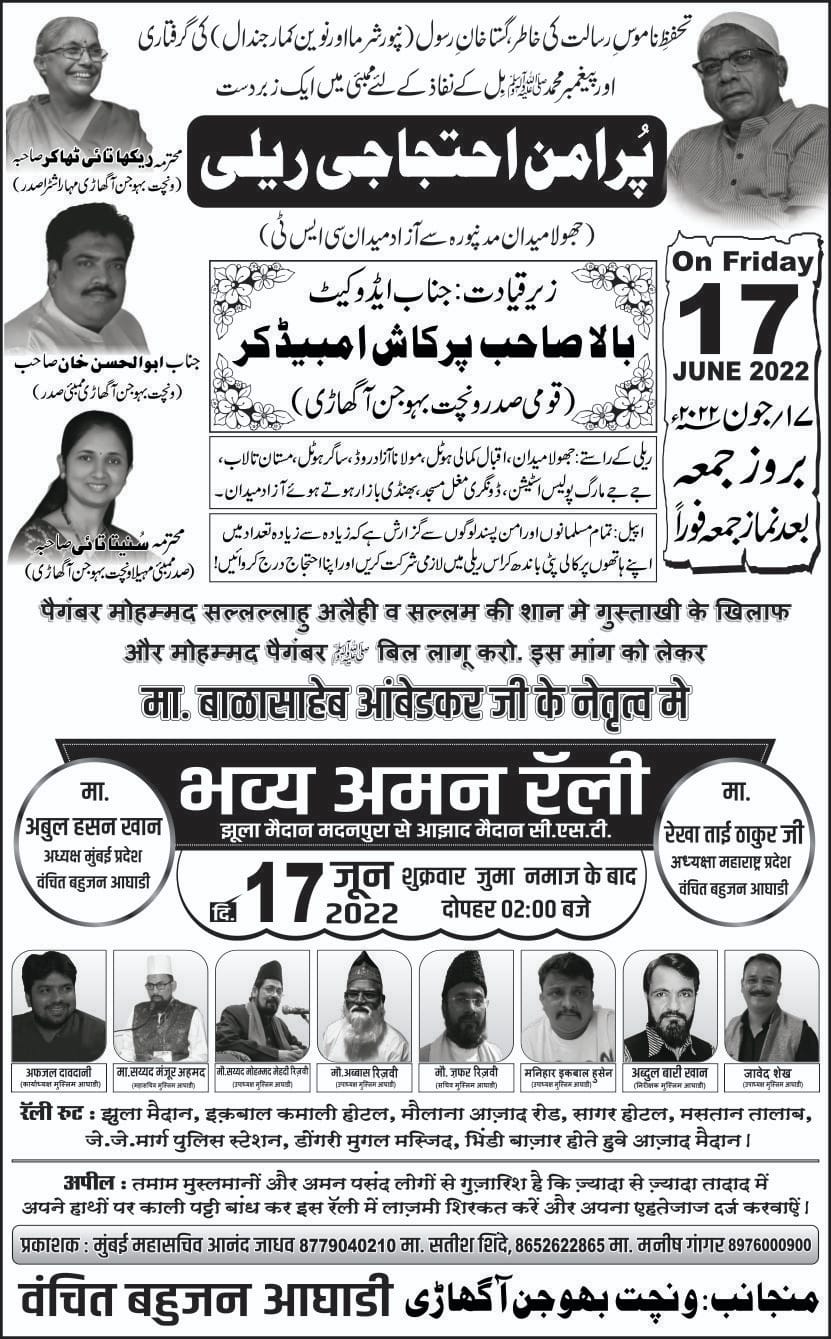 تحفظِ ناموسِ رسالت کی خاطر، گستاخانِ رسول (نپور شرما اور نوین کمار جندال) کی گرفتاری
اور پیغمبر محمد ﷺ بِل کے نفاذ کے لئے ممبئی میں ایک زبردست
پُرامن احتجاجی ریلی
(جھولا میدان مدنپورہ سے آزاد میدان سی ایس ٹی)
محترمہ ریکھا تائی ٹھاکر صاحبہ
(ونچت بہوجن آگھاڑی مہاراشٹرا صدر)
جناب ابوالحسن خان صاحب
(ونچت بہوجن آگھاڑی ممبئی صدر)
محترمہ سُنیتا تائی صاحبہ
(صدر ممبئی مہیلا ونچت بہوجن آگھاڑی)
زیرِ قیادت: جناب ایڈوکیٹ
بالا صاحب پرکاش امبیڈکر
(قومی صدر ونچت بہوجن آگھاڑی)
On Friday
17
JUNE 2022
۱۷/جون ۲۰۲۲ء
بروز جمعہ
بعد نماز جمعہ فوراً
ریلی کے راستے: جھولا میدان، اقبال کمالی ہوٹل، مولانا آزاد روڈ، ساگر ہوٹل، مستان تالاب،
جے جے مارگ پولیس اسٹیشن، ڈونگری مغل مسجد، بھنڈی بازار ہوتے ہوئے آزاد میدان۔
اپیل: تمام مسلمانوں اور امن پسند لوگوں سے گزارش ہے کہ زیادہ سے زیادہ تعداد میں
اپنے ہاتھوں پر کالی پٹی باندھ کر اس ریلی میں لازمی شرکت کریں اور اپنا احتجاج درج کروائیں!
पैगंबर मोहम्मद सल्लल्लाहु अलैही व सल्लम की शान मे गुस्ताखी के खिलाफ
और मोहम्मद पैगंबर ﷺ बिल लागू करो. इस मांग को लेकर
मा. बाळासाहेब आंबेडकर जी के नेतृत्व मे
भव्य अमन रॅली
झूला मैदान मदनपुरा से आझाद मैदान सी.एस.टी.
मा.
अबुल हसन खान
अध्यक्ष मुंबई प्रदेश
वंचित बहुजन आघाडी
दि. 17 जून 2022 शुक्रवार जुमा नमाज के बाद
दोपहर 02:00 बजे
मा.
रेखा ताई ठाकुर जी
अध्यक्षा महाराष्ट्र प्रदेश
वंचित बहुजन आघाडी
अफजल दावदानी
(कार्याध्यक्ष मुस्लिम आघाडी)
मा.सय्यद मंजूर अहमद
(महासचिव मुस्लिम आघाडी)
मौ.सय्यद मोहम्मद मेहदी रिज़वी
(उपाध्यक्ष मुस्लिम आघाडी)
मौ.अब्बास रिज़वी
(उपाध्यक्ष मुस्लिम आघाडी)
मौ. जफर रिज़वी
(सचिव मुस्लिम आघाडी)
मनिहार इकबाल हुसेन
(उपाध्यक्ष मुस्लिम आघाडी)
अब्दुल बारी खान
(निरीक्षक मुस्लिम आघाडी)
जावेद शेख
(उपाध्यक्ष मुस्लिम आघाडी)
रॅली रुट : झुला मैदान, इक़बाल कमाली होटल, मौलाना आज़ाद रोड, सागर होटल, मसतान तालाब,
जे.जे.मार्ग पुलिस स्टेशन, डोंगरी मुगल मस्जिद, भिंडी बाज़ार होते हुवे आज़ाद मैदान।
अपील : तमाम मुस्लमानों और अमन पसंद लोगों से गुज़ारिश है कि ज़्यादा से ज़्यादा तादाद में
अपने हाथों पर काली पट्टी बांध कर इस रॅली में लाज़मी शिरकत करें और अपना एहतेजाज दर्ज करवाऐं।
प्रकाशक : मुंबई महासचिव आनंद जाधव 8779040210 मा. सतीश शिंदे, 8652622865 मा. मनीष गांगर 8976000900
वंचित बहुजन आघाडी
منجانب: ونچت بھوجن آگھاڑی